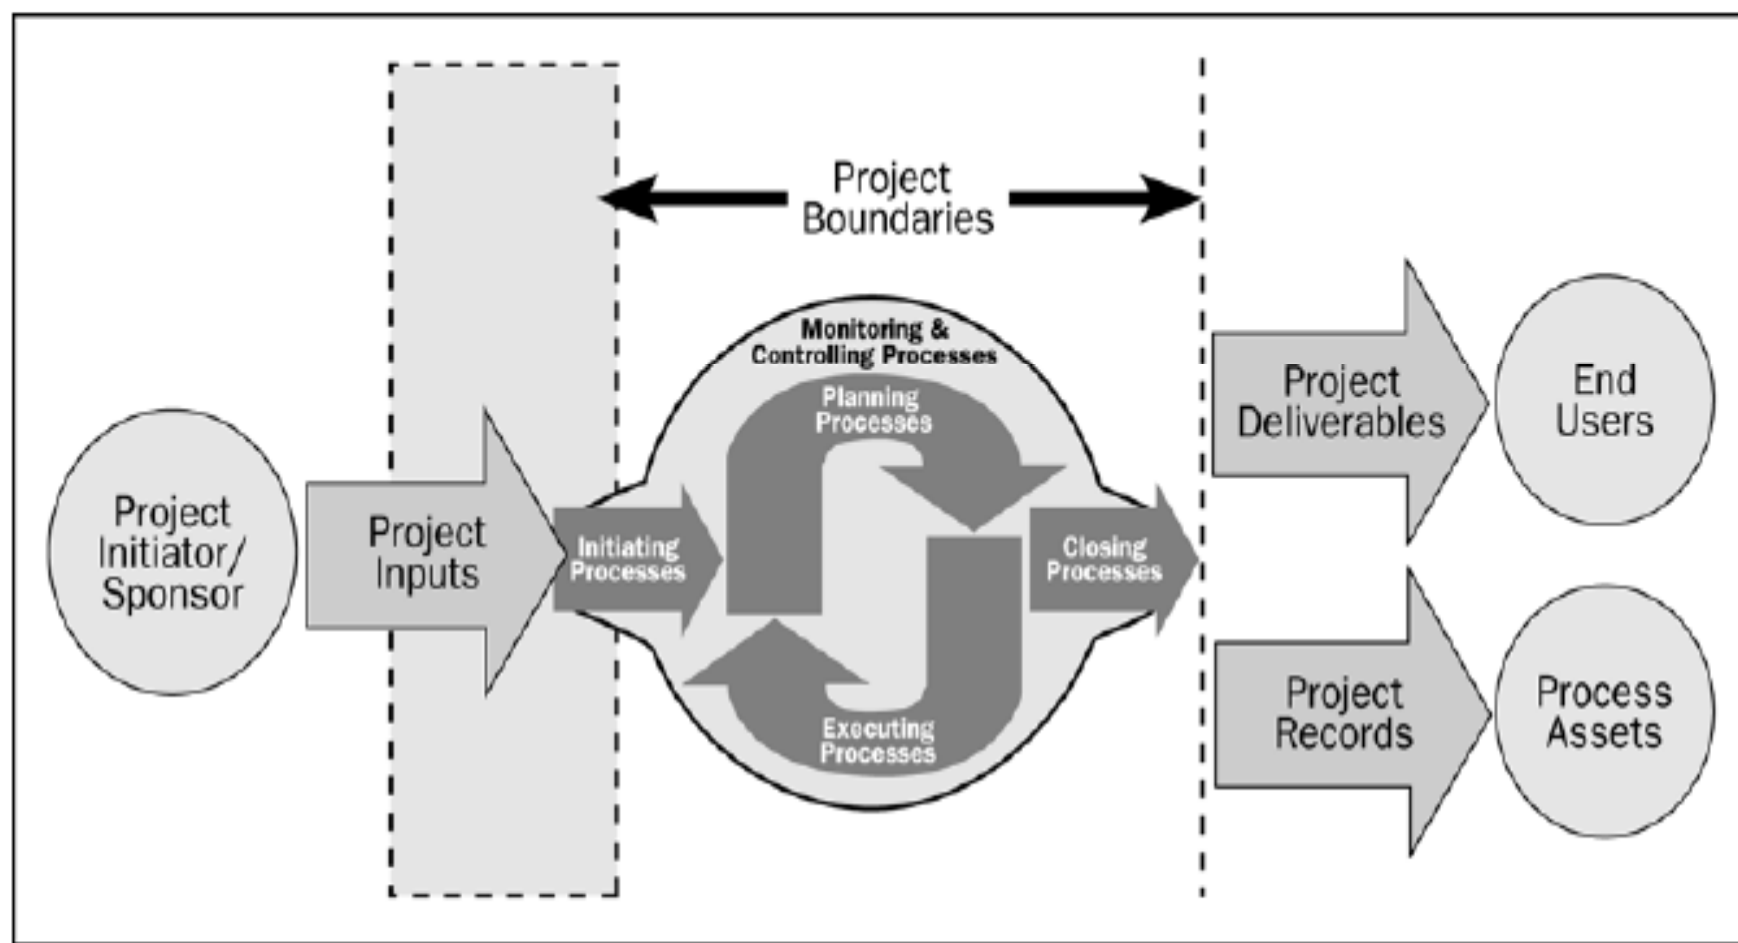 Project
Boundaries
Monitoring &
Controlling Processes
Planning
Processes
Project
Initiator/
Sponsor
Project
Inputs
Initiating
Processes
Closing
Processes
Executing
Processes
Project
Deliverables
End
Users
Project
Records
Process
Assets